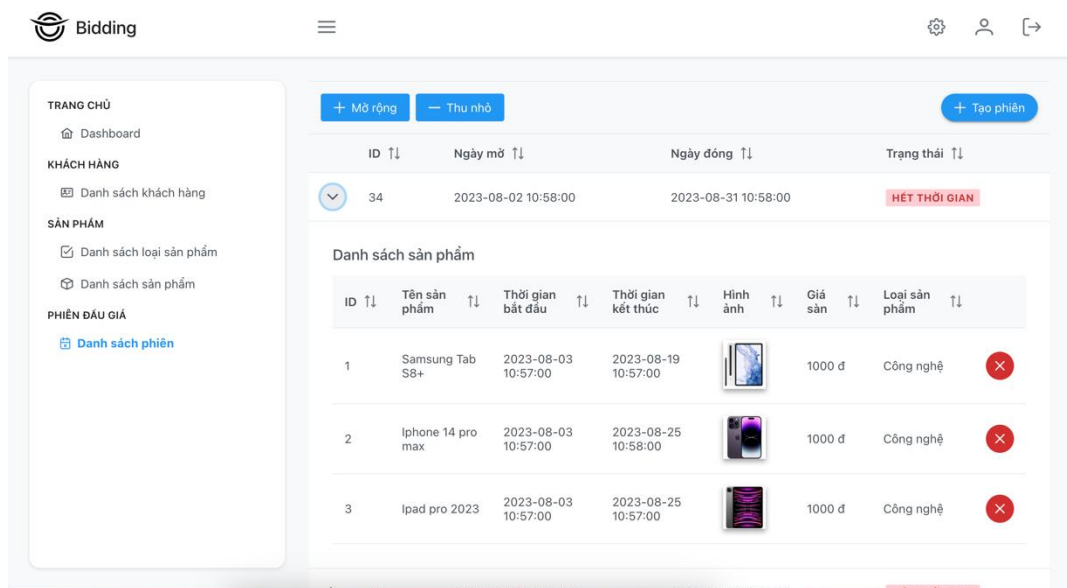 Bidding
TRANG CHỦ
Dashboard
KHÁCH HÀNG
Danh sách khách hàng
SẢN PHẨM
Danh sách loại sản phẩm
Danh sách sản phẩm
PHIÊN ĐẤU GIÁ
Danh sách phiên
+ Mở rộng — Thu nhỏ + Tạo phiên
ID Ngày mở Ngày đóng Trạng thái
34 2023-08-02 10:58:00 2023-08-31 10:58:00 HẾT THỜI GIAN
Danh sách sản phẩm
ID Tên sản Thời gian Thời gian Hình Giá Loại sản
phẩm bắt đầu kết thúc ảnh sàn phẩm
1 Samsung Tab 2023-08-03 2023-08-19 1000 đ Công nghệ
S8+ 10:57:00 10:57:00
2 Iphone 14 pro 2023-08-03 2023-08-25 1000 đ Công nghệ
max 10:57:00 10:58:00
3 Ipad pro 2023 2023-08-03 2023-08-25 1000 đ Công nghệ
10:57:00 10:57:00